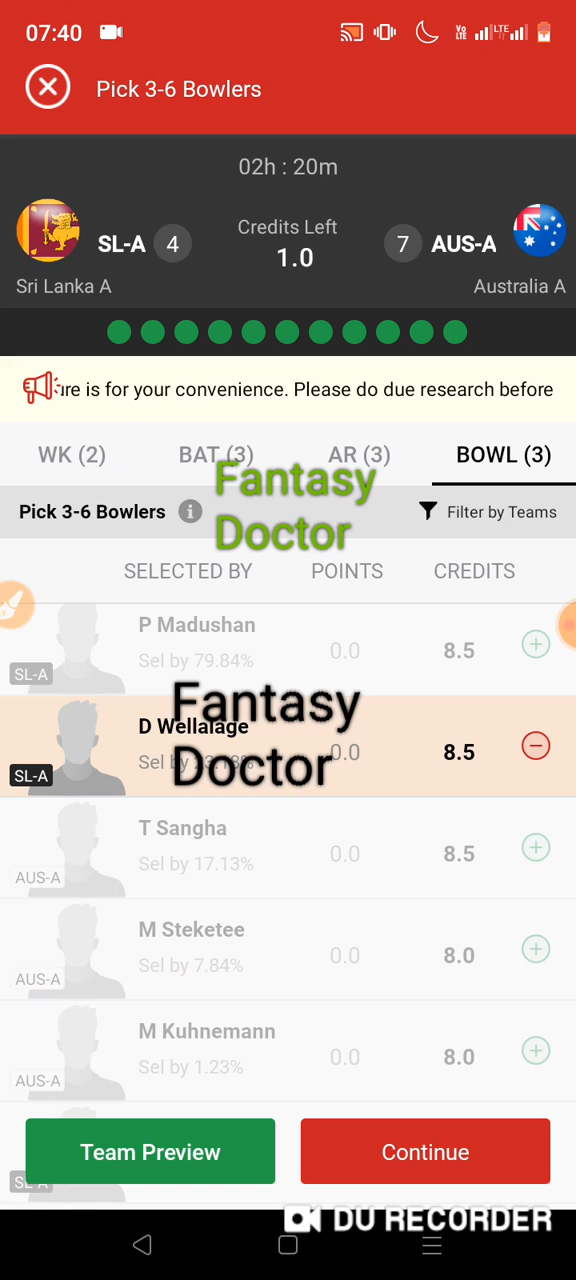 07:40
Vo LTE LTE
Pick 3-6 Bowlers
02h : 20m
SL-A 4
Credits Left
1.0
7 AUS-A
Sri Lanka A
Australia A
ure is for your convenience. Please do due research before
WK (2) BAT (3) AR (3) BOWL (3)
Fantasy
Doctor
Pick 3-6 Bowlers i Filter by Teams
SELECTED BY POINTS CREDITS
P Madushan
Sel by 79.84% 0.0 8.5
SL-A
Fantasy
Doctor
D Wellalage
Sel by 0.0 8.5
SL-A
T Sangha
Sel by 17.13% 0.0 8.5
AUS-A
M Steketee
Sel by 7.84% 0.0 8.0
AUS-A
M Kuhnemann
Sel by 1.23% 0.0 8.0
AUS-A
Team Preview Continue
SL-A
DU RECORDER